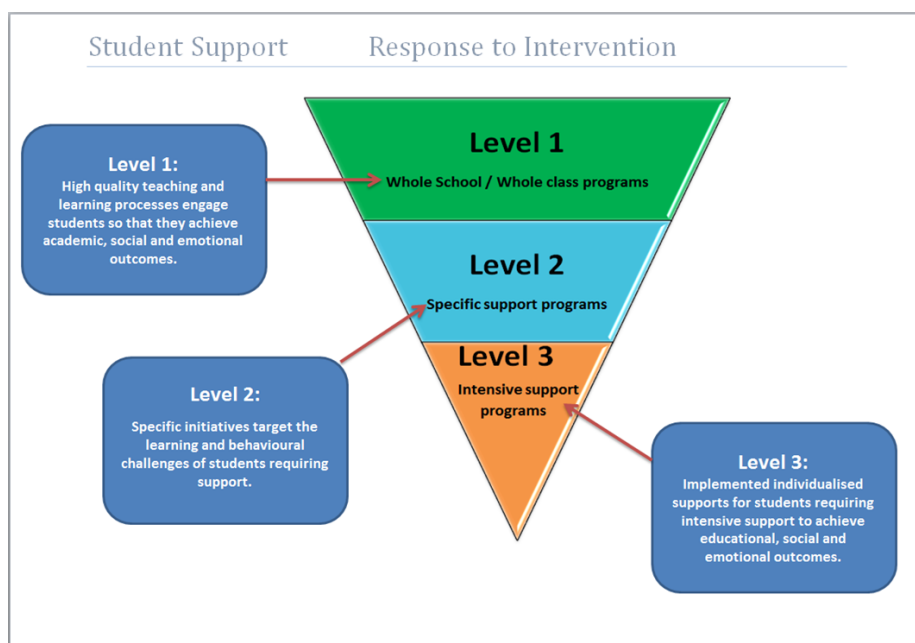 Student Support Response to Intervention
Level 1
Whole School / Whole class programs
Level 1:
High quality teaching and
learning processes engage
students so that they achieve
academic, social and emotional
outcomes.
Level 2
Specific support programs
Level 2:
Specific initiatives target the
learning and behavioural
challenges of students requiring
support.
Level 3
Intensive support
programs
Level 3:
Implemented individualised
supports for students requiring
intensive support to achieve
educational, social and
emotional outcomes.